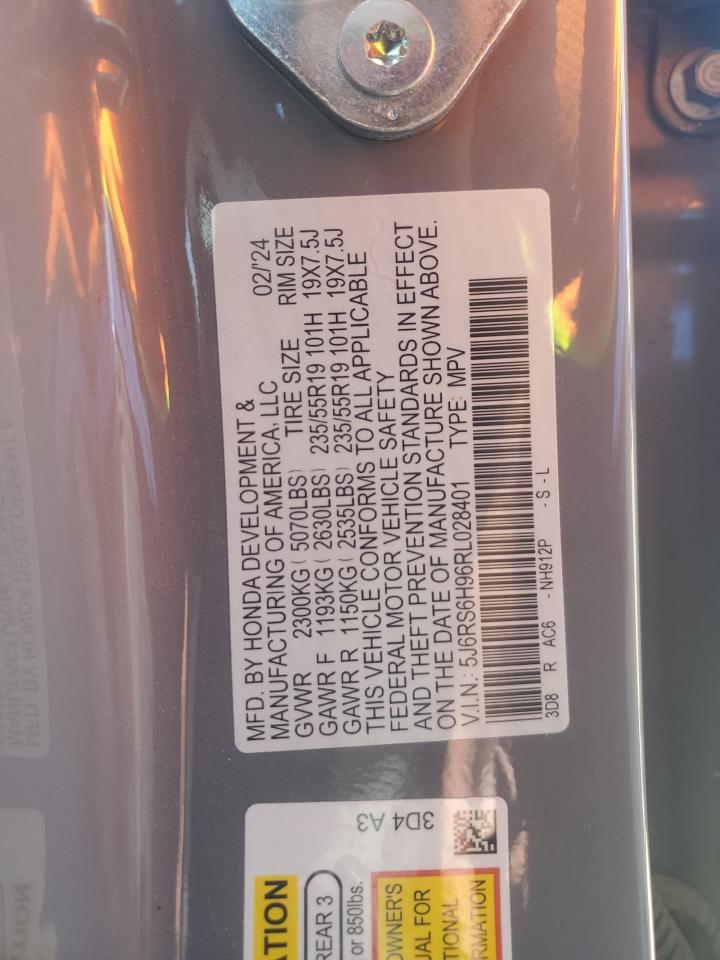 MFD. BY HONDA DEVELOPMENT & 02/'24
MANUFACTURING OF AMERICA, LLC
GVWR 2300KG ( 5070LBS) TIRE SIZE RIM SIZE
GAWR F 1193KG ( 2630LBS) 235/55R19 101H 19X7.5J
GAWR R 1150KG ( 2535LBS) 235/55R19 101H 19X7.5J
THIS VEHICLE CONFORMS TO ALL APPLICABLE
FEDERAL MOTOR VEHICLE SAFETY
AND THEFT PREVENTION STANDARDS IN EFFECT
ON THE DATE OF MANUFACTURE SHOWN ABOVE.
V.I.N.: 5J6RS6H96RL028401 TYPE: MPV
3D8 R AC6 - NH912P - S - L
3D4 A3
ATION
REAR 3
or 850lbs.
OWNER'S
UAL FOR
TIONAL
RMATION